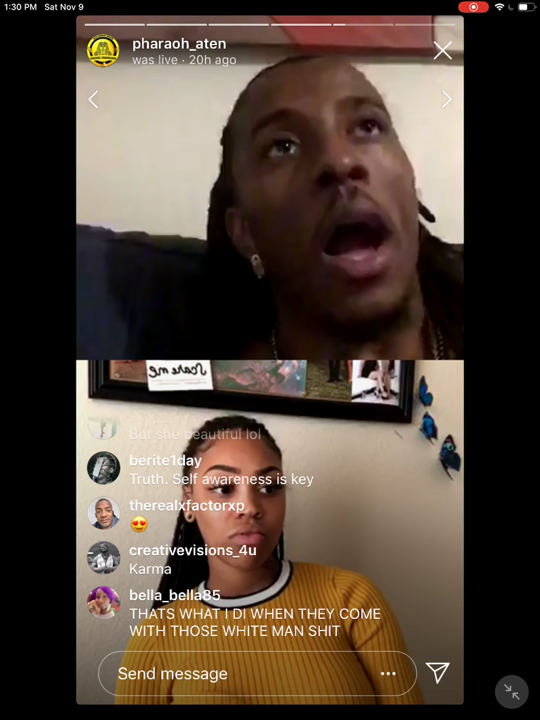 1:30 PM Sat Nov 9
pharaoh_aten
was live · 20h ago
Scare me
But she beautiful lol
berite1day
Truth. Self awareness is key
therealxfactorxp
😍
creativevisions_4u
Karma
bella_bella85
THATS WHAT I DI WHEN THEY COME
WITH THOSE WHITE MAN SHIT
Send message